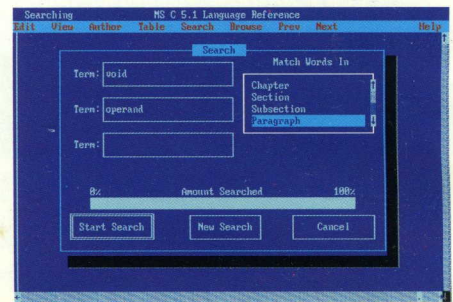 Searching MS C 5.1 Language Reference
Edit View Author Table Search Browse Prev Next Help
Search
Match Words In
Term: void
Chapter
Section
Subsection
Paragraph
Term: operand
Term:
0% Amount Searched 100%
Start Search New Search Cancel